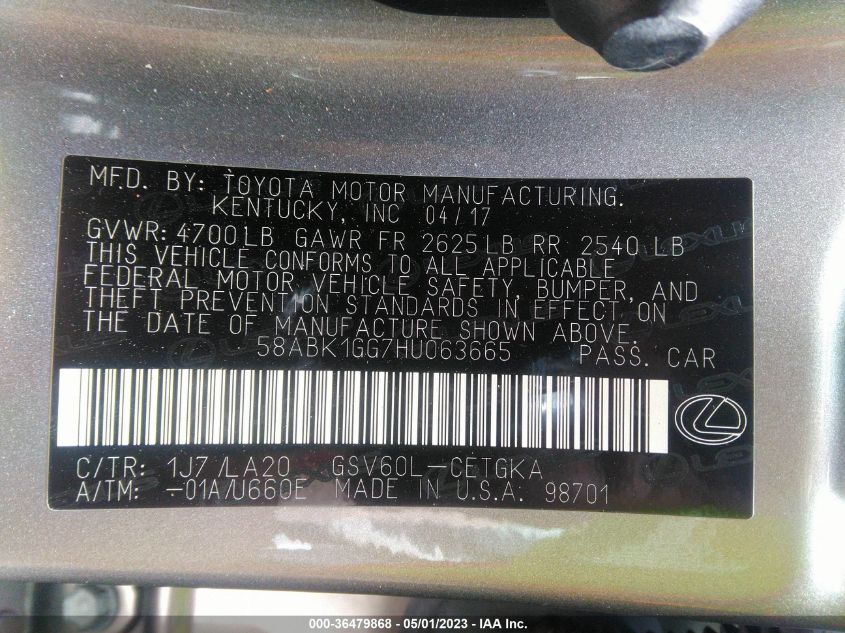 MFD. BY: TOYOTA MOTOR MANUFACTURING.
KENTUCKY, INC 04/17
GVWR: 4700LB GAWR FR 2625LB RR 2540 LB
THIS VEHICLE CONFORMS TO ALL APPLICABLE
FEDERAL MOTOR VEHICLE SAFETY, BUMPER, AND
THEFT PREVENTION STANDARDS IN EFFECT ON
THE DATE OF MANUFACTURE SHOWN ABOVE.
58ABK1GG7HU063665 PASS. CAR
C/TR: 1J7/LA20 GSV60L-CETGKA
A/TM: -01A/U660E MADE IN U.S.A. 98701
000-36479868 - 05/01/2023 - IAA Inc.